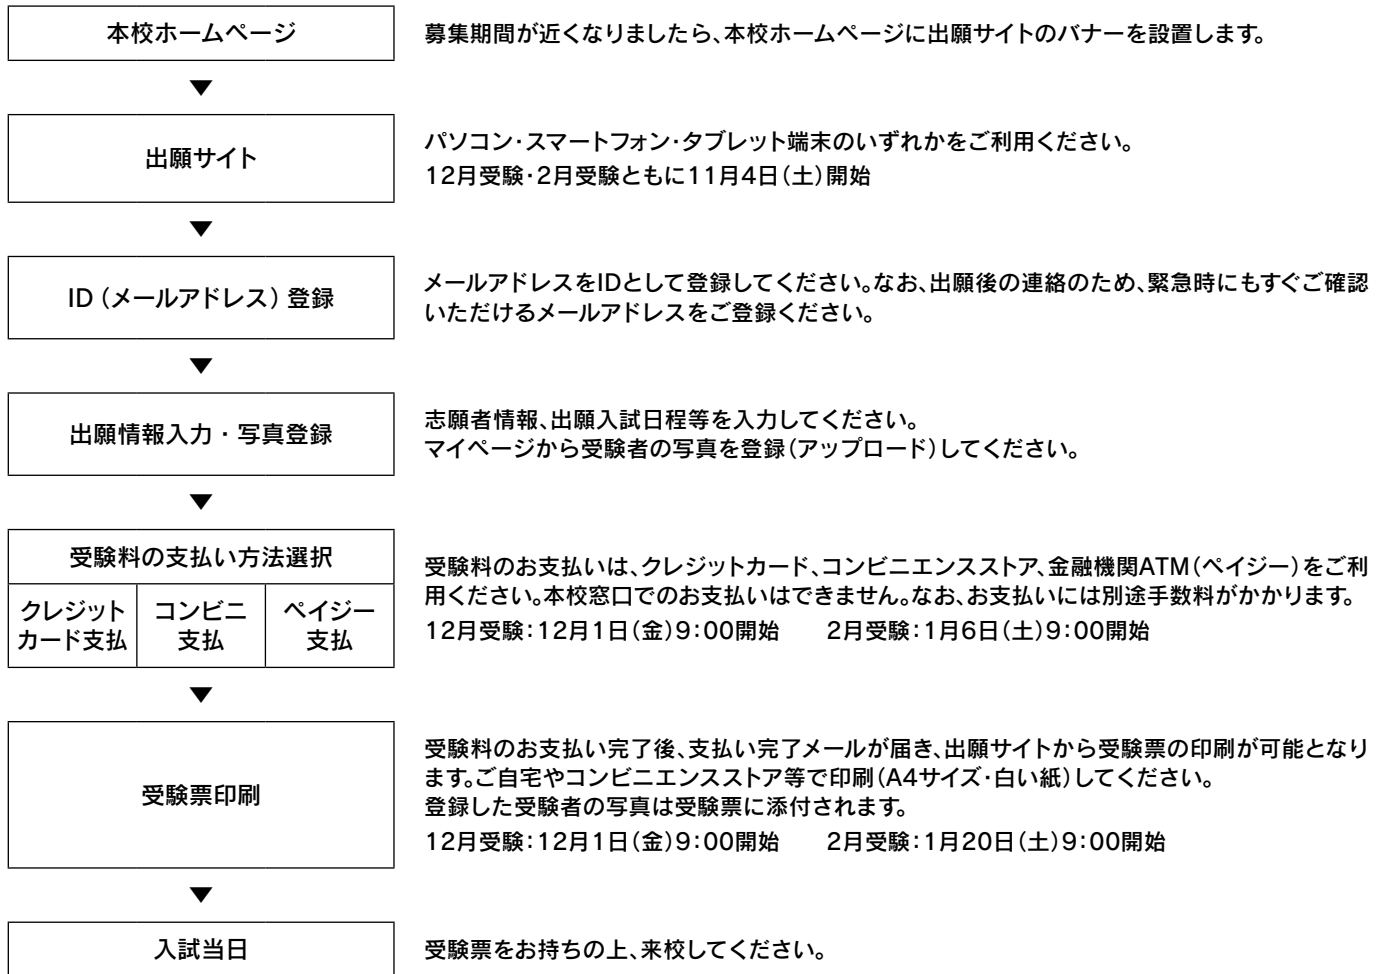 本校ホームページ
募集期間が近くなりましたら、本校ホームページに出願サイトのバナーを設置します。
▼
出願サイト
パソコン・スマートフォン・タブレット端末のいずれかをご利用ください。
12月受験・2月受験ともに11月4日(土)開始
▼
ID(メールアドレス)登録
メールアドレスをIDとして登録してください。なお、出願後の連絡のため、緊急時にもすぐご確認
いただけるメールアドレスをご登録ください。
▼
出願情報入力・写真登録
志願者情報、出願入試日程等を入力してください。
マイページから受験者の写真を登録(アップロード)してください。
▼
受験料の支払い方法選択
クレジット
カード支払
コンビニ
支払
ペイジー
支払
受験料のお支払いは、クレジットカード、コンビニエンスストア、金融機関ATM(ペイジー)をご利
用ください。本校窓口でのお支払いはできません。なお、お支払いには別途手数料がかかります。
12月受験:12月1日(金)9:00開始 2月受験:1月6日(土)9:00開始
▼
受験票印刷
受験料のお支払い完了後、支払い完了メールが届き、出願サイトから受験票の印刷が可能となり
ます。ご自宅やコンビニエンスストア等で印刷(A4サイズ・白い紙)してください。
登録した受験者の写真は受験票に添付されます。
12月受験:12月1日(金)9:00開始 2月受験:1月20日(土)9:00開始
▼
入試当日
受験票をお持ちの上、来校してください。